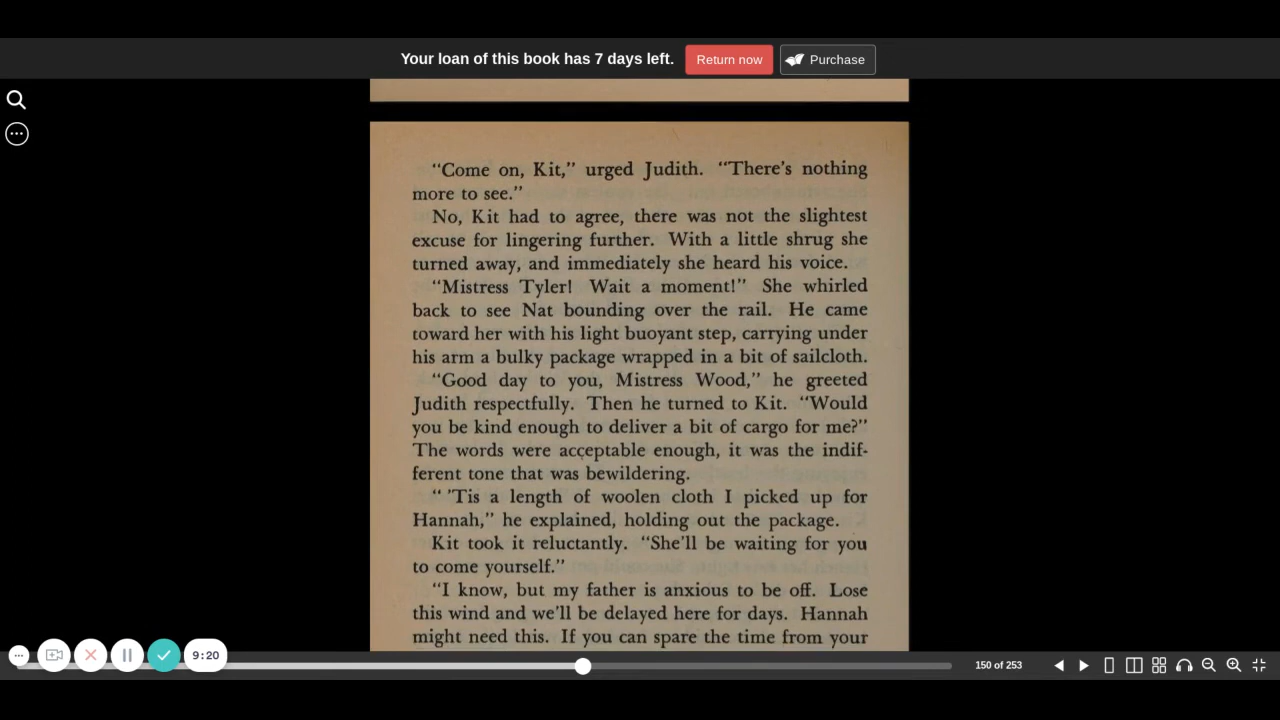 Your loan of this book has 7 days left. Return now Purchase
“Come on, Kit,” urged Judith. “There’s nothing
more to see.”
No, Kit had to agree, there was not the slightest
excuse for lingering further. With a little shrug she
turned away, and immediately she heard his voice.
“Mistress Tyler! Wait a moment!” She whirled
back to see Nat bounding over the rail. He came
toward her with his light buoyant step, carrying under
his arm a bulky package wrapped in a bit of sailcloth.
“Good day to you, Mistress Wood,” he greeted
Judith respectfully. Then he turned to Kit. “Would
you be kind enough to deliver a bit of cargo for me?”
The words were acceptable enough, it was the indif-
ferent tone that was bewildering.
“ ’Tis a length of woolen cloth I picked up for
Hannah,” he explained, holding out the package.
Kit took it reluctantly. “She’ll be waiting for you
to come yourself.”
“I know, but my father is anxious to be off. Lose
this wind and we’ll be delayed here for days. Hannah
might need this. If you can spare the time from your
9:20
150 of 253